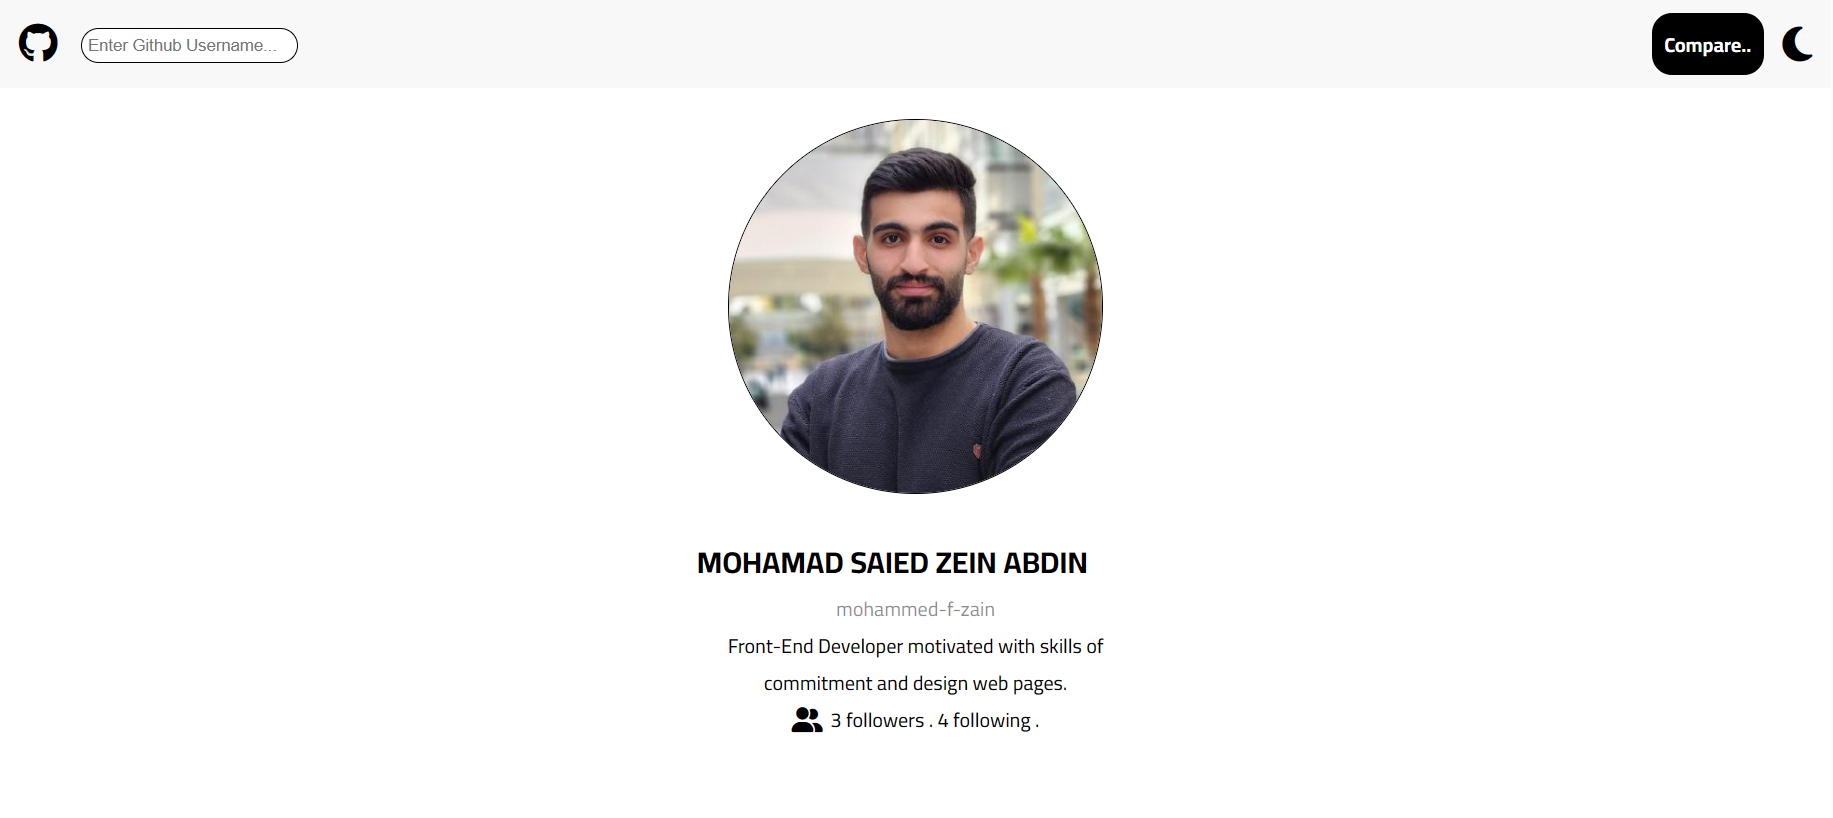 Enter Github Username...
Compare..
MOHAMAD SAIED ZEIN ABDIN
mohammed-f-zain
Front-End Developer motivated with skills of
commitment and design web pages.
3 followers . 4 following .